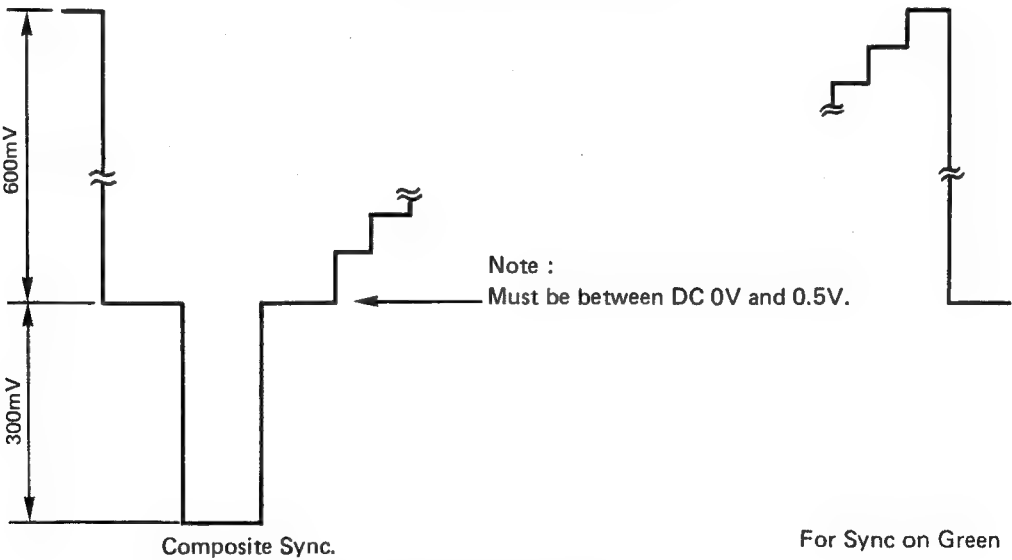 600mV
Note :
Must be between DC 0V and 0.5V.
300mV
Composite Sync.
For Sync on Green